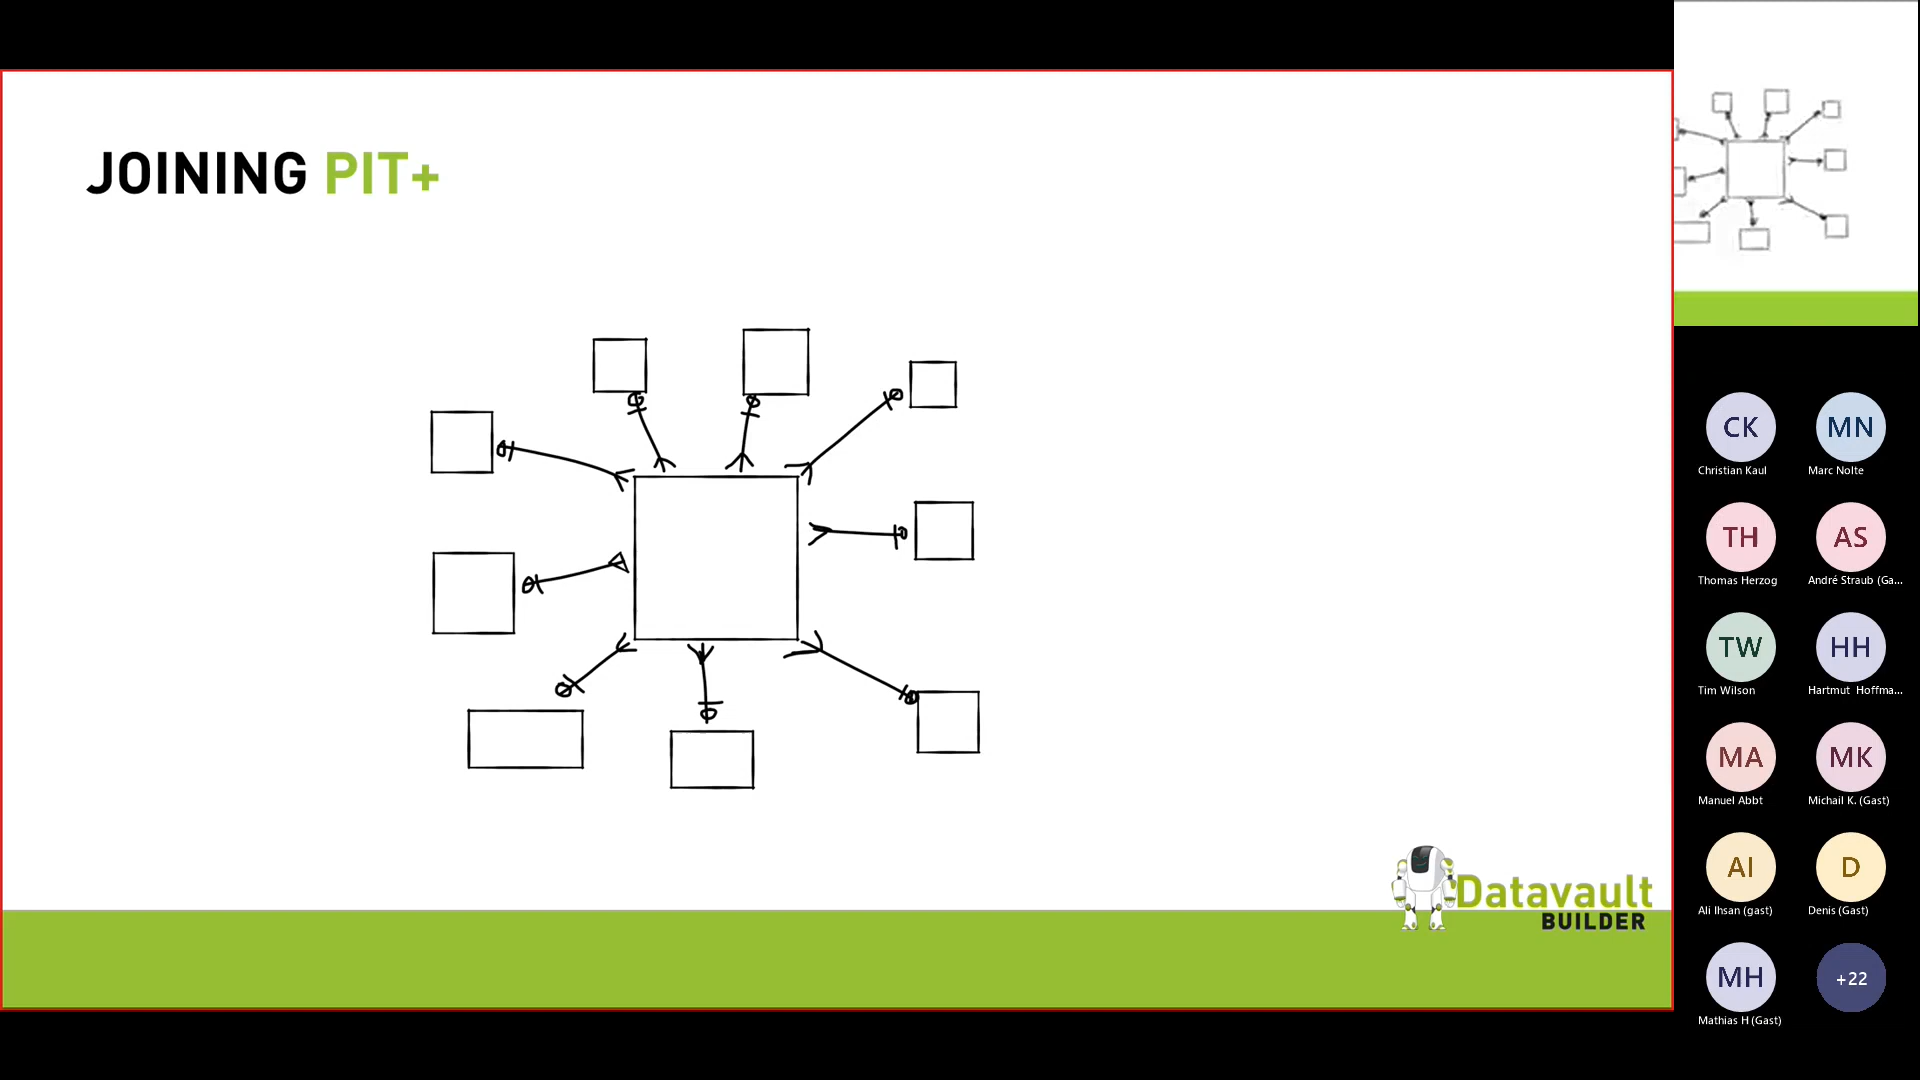 JOINING PIT+
Datavault
BUILDER
CK
MN
Christian Kaul
Marc Nolte
TH
AS
Thomas Herzog
André Straub (Ga...
TW
HH
Tim Wilson
Hartmut Hoffma...
MA
MK
Manuel Abbt
Michail K. (Gast)
AI
D
Ali Ihsan (gast)
Denis (Gast)
MH
+22
Mathias H (Gast)